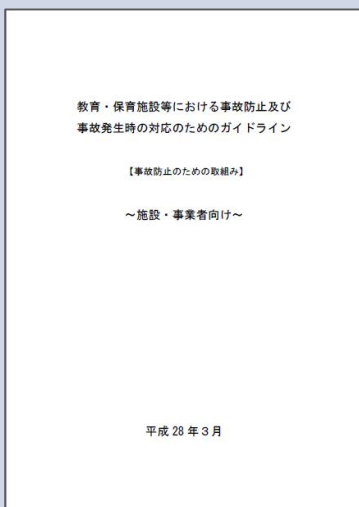 教育・保育施設等における事故防止及び
事故発生時の対応のためのガイドライン
【事故防止のための取組み】
～施設・事業者向け～
平成 28 年３月